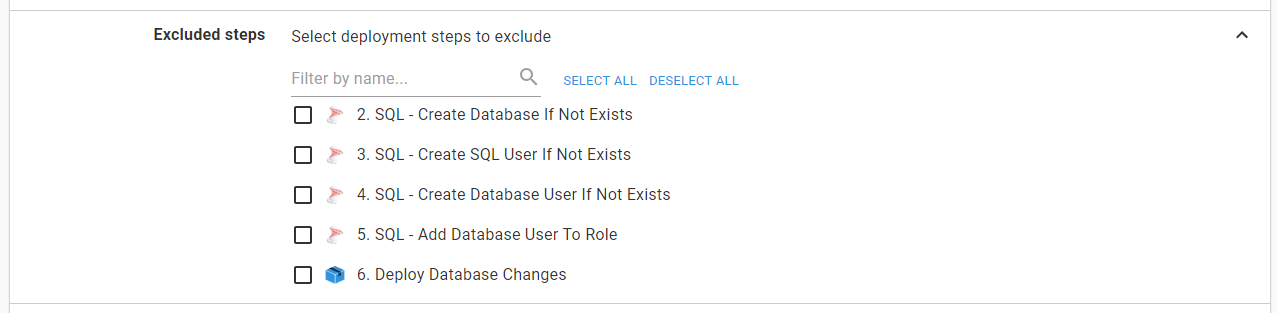 Excluded steps Select deployment steps to exclude
Filter by name... SELECT ALL DESELECT ALL
2. SQL - Create Database If Not Exists
3. SQL - Create SQL User If Not Exists
4. SQL - Create Database User If Not Exists
5. SQL - Add Database User To Role
6. Deploy Database Changes